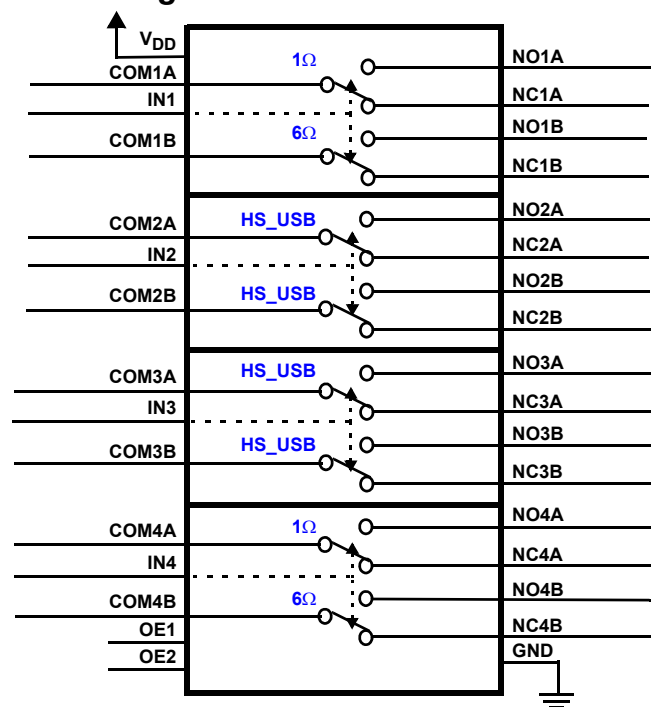 V_DD
1Ω NO1A
COM1A
IN1 NC1A
6Ω NO1B
COM1B
NC1B
NO2A
COM2A HS_USB
IN2 NC2A
NO2B
COM2B HS_USB
NC2B
NO3A
COM3A HS_USB
IN3 NC3A
NO3B
COM3B HS_USB
NC3B
NO4A
COM4A 1Ω
IN4 NC4A
NO4B
COM4B 6Ω
OE1 NC4B
OE2 GND